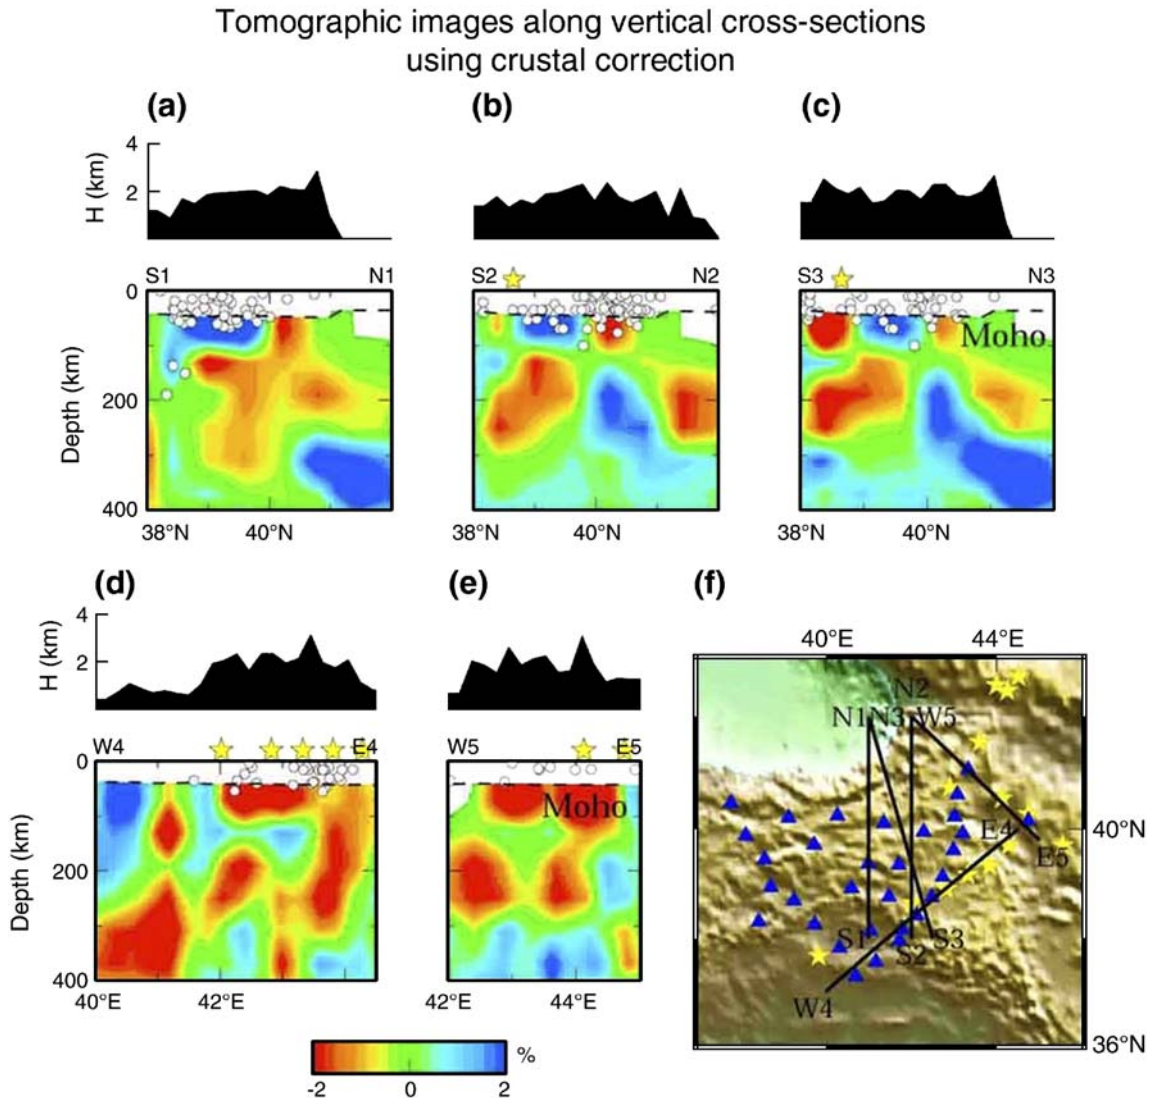 Tomographic images along vertical cross-sections
using crustal correction
(a) (b) (c)
4
H (km)
2
S1 N1 S2 N2 S3 N3
0
Moho
Depth (km)
200
400
38°N 40°N 38°N 40°N 38°N 40°N
(d) (e) (f)
4
H (km)
2
40°E 44°E
N2
N1 N3 W5
W4 E4 W5 E5
0
Moho
Depth (km)
200
E4 40°N
E5
S1 S3
S2
W4
400
40°E 42°E 42°E 44°E
36°N
%
-2 0 2